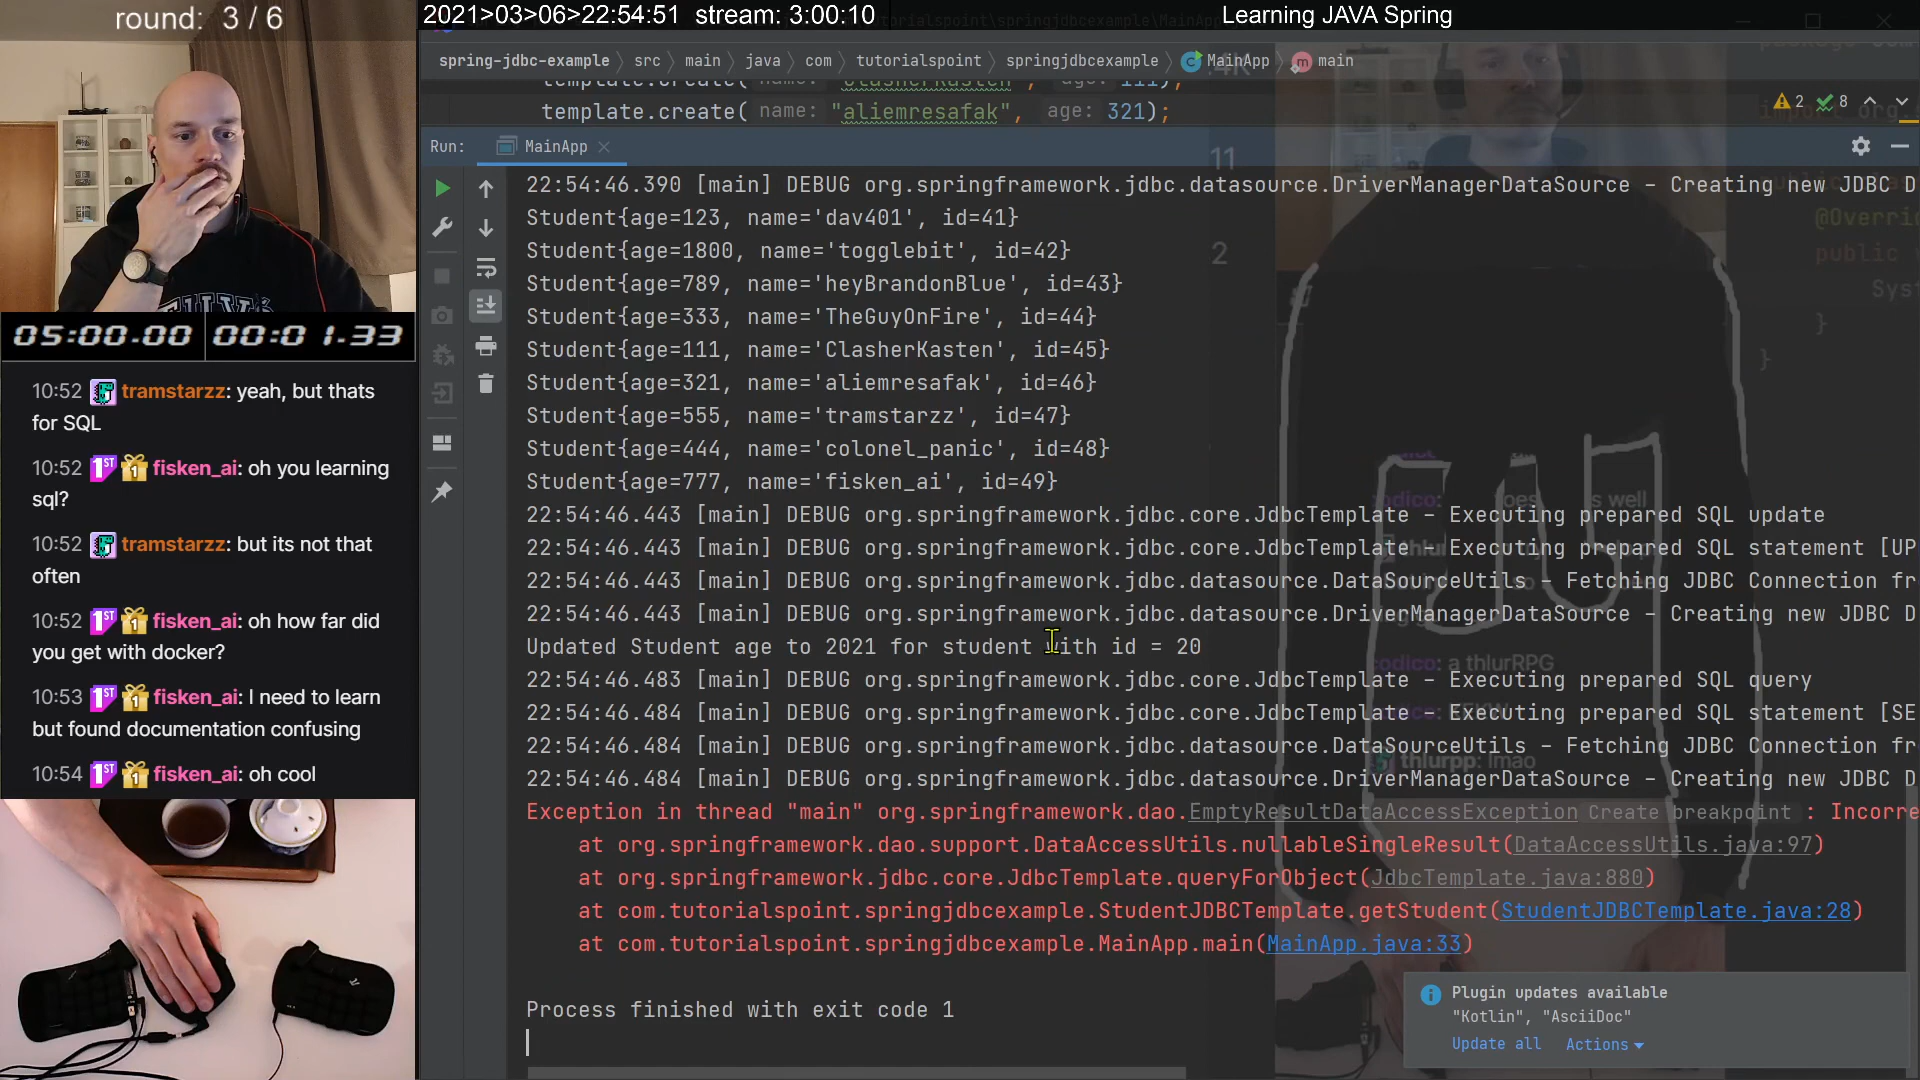 round: 3 / 6
2021>03>06>22:54:51 stream: 3:00:10
Learning JAVA Spring
spring-jdbc-example > src > main > java > com > tutorialspoint > springjdbcexample > MainApp > main
template.create( name: "ClasherKasten", age: 111);
template.create( name: "aliemresafak", age: 321);
2 8
Run: MainApp
22:54:46.390 [main] DEBUG org.springframework.jdbc.datasource.DriverManagerDataSource - Creating new JDBC D
Student{age=123, name='dav401', id=41}
Student{age=1800, name='togglebit', id=42}
Student{age=789, name='heyBrandonBlue', id=43}
Student{age=333, name='TheGuyOnFire', id=44}
Student{age=111, name='ClasherKasten', id=45}
Student{age=321, name='aliemresafak', id=46}
Student{age=555, name='tramstarzz', id=47}
Student{age=444, name='colonel_panic', id=48}
Student{age=777, name='fisken_ai', id=49}
22:54:46.443 [main] DEBUG org.springframework.jdbc.core.JdbcTemplate - Executing prepared SQL update
22:54:46.443 [main] DEBUG org.springframework.jdbc.core.JdbcTemplate - Executing prepared SQL statement [UP
22:54:46.443 [main] DEBUG org.springframework.jdbc.datasource.DataSourceUtils - Fetching JDBC Connection fr
22:54:46.443 [main] DEBUG org.springframework.jdbc.datasource.DriverManagerDataSource - Creating new JDBC D
Updated Student age to 2021 for student with id = 20
22:54:46.483 [main] DEBUG org.springframework.jdbc.core.JdbcTemplate - Executing prepared SQL query
22:54:46.484 [main] DEBUG org.springframework.jdbc.core.JdbcTemplate - Executing prepared SQL statement [SE
22:54:46.484 [main] DEBUG org.springframework.jdbc.datasource.DataSourceUtils - Fetching JDBC Connection fr
22:54:46.484 [main] DEBUG org.springframework.jdbc.datasource.DriverManagerDataSource - Creating new JDBC D
Exception in thread "main" org.springframework.dao.EmptyResultDataAccessException Create breakpoint : Incorre
at org.springframework.dao.support.DataAccessUtils.nullableSingleResult(DataAccessUtils.java:97)
at org.springframework.jdbc.core.JdbcTemplate.queryForObject(JdbcTemplate.java:880)
at com.tutorialspoint.springjdbcexample.StudentJDBCTemplate.getStudent(StudentJDBCTemplate.java:28)
at com.tutorialspoint.springjdbcexample.MainApp.main(MainApp.java:33)
Process finished with exit code 1
Plugin updates available
"Kotlin", "AsciiDoc"
Update all Actions
05:00.00 00:01.33
10:52 tramstarzz: yeah, but thats
for SQL
10:52 fisken_ai: oh you learning
sql?
10:52 tramstarzz: but its not that
often
10:52 fisken_ai: oh how far did
you get with docker?
10:53 fisken_ai: I need to learn
but found documentation confusing
10:54 fisken_ai: oh cool
11
2
@Overrid
public
Syst
}
}
codico: a thlurRPG
thlurpp: lmao